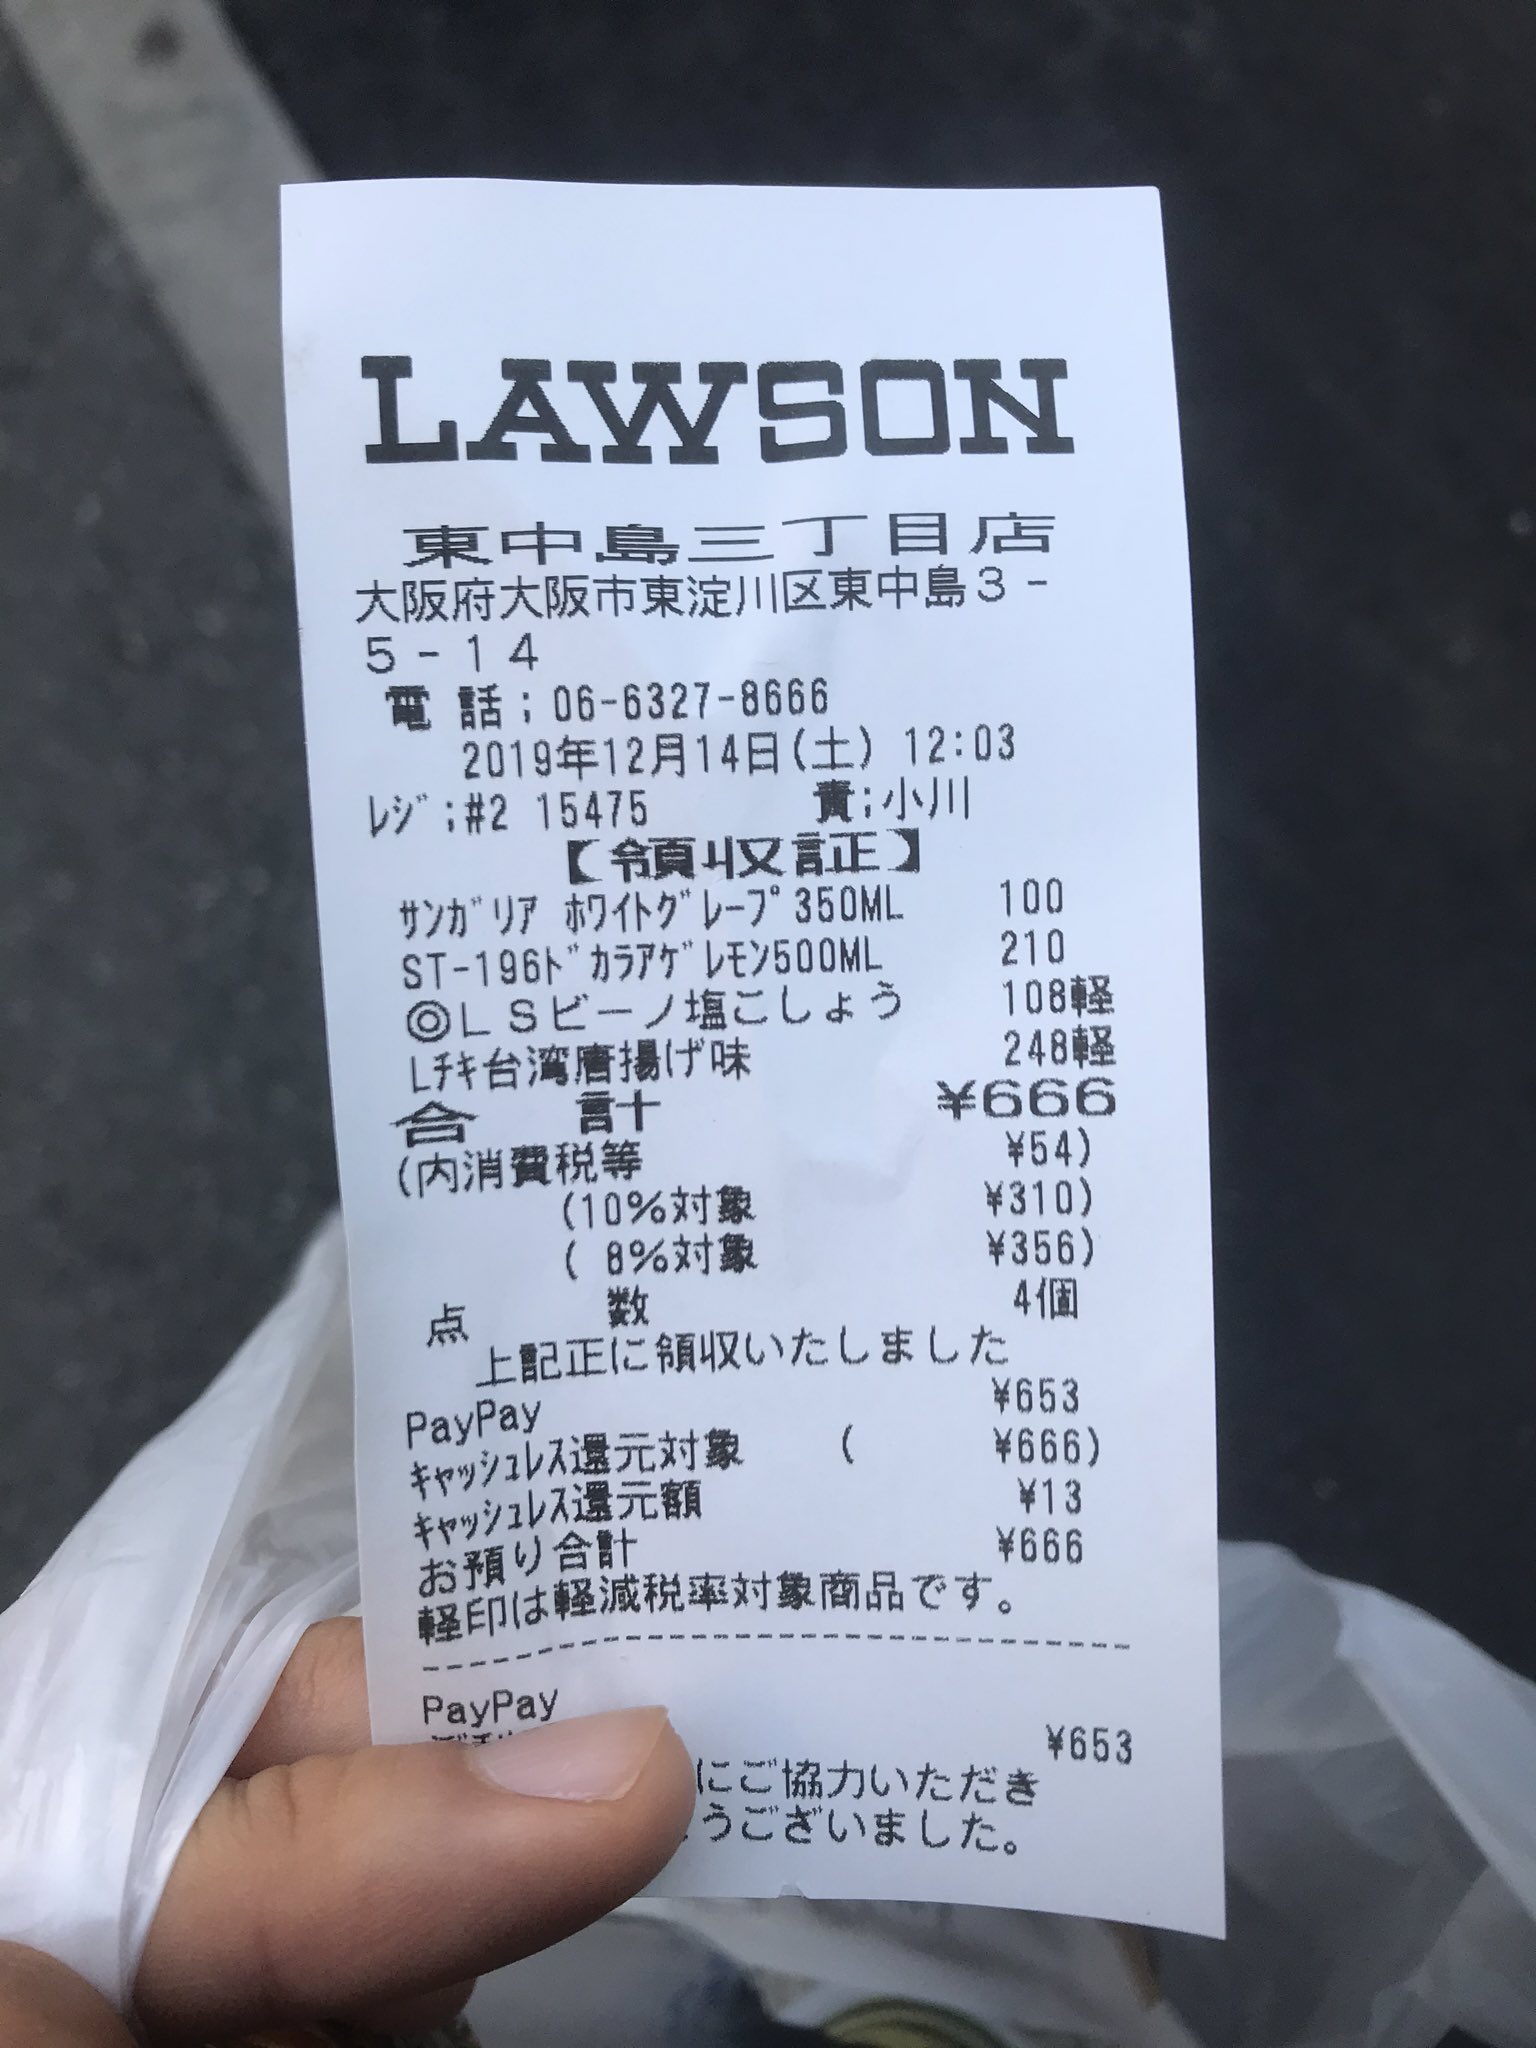 LAWSON
東中島三丁目店
大阪府大阪市東淀川区東中島3-
5-14
電 話;06-6327-8666
2019年12月14日(土) 12:03
ﾚｼﾞ;#2 15475 責;小川
【領収証】
ｻﾝｶﾞﾘｱ ﾎﾜｲﾄｸﾞﾚｰﾌﾟ350ML 100
ST-196ﾄﾞｶﾗｱｹﾞﾚﾓﾝ500ML 210
◎LSビーノ塩こしょう 108軽
Lﾁｷ台湾唐揚げ味 248軽
合 計 ¥666
(内消費税等 ¥54)
(10%対象 ¥310)
( 8%対象 ¥356)
点 数 4個
上記正に領収いたしました
PayPay ¥653
ｷｬｯｼｭﾚｽ還元対象 ( ¥666)
ｷｬｯｼｭﾚｽ還元額 ¥13
お預り合計 ¥666
軽印は軽減税率対象商品です。
PayPay
¥653
にご協力いただき
うございました。